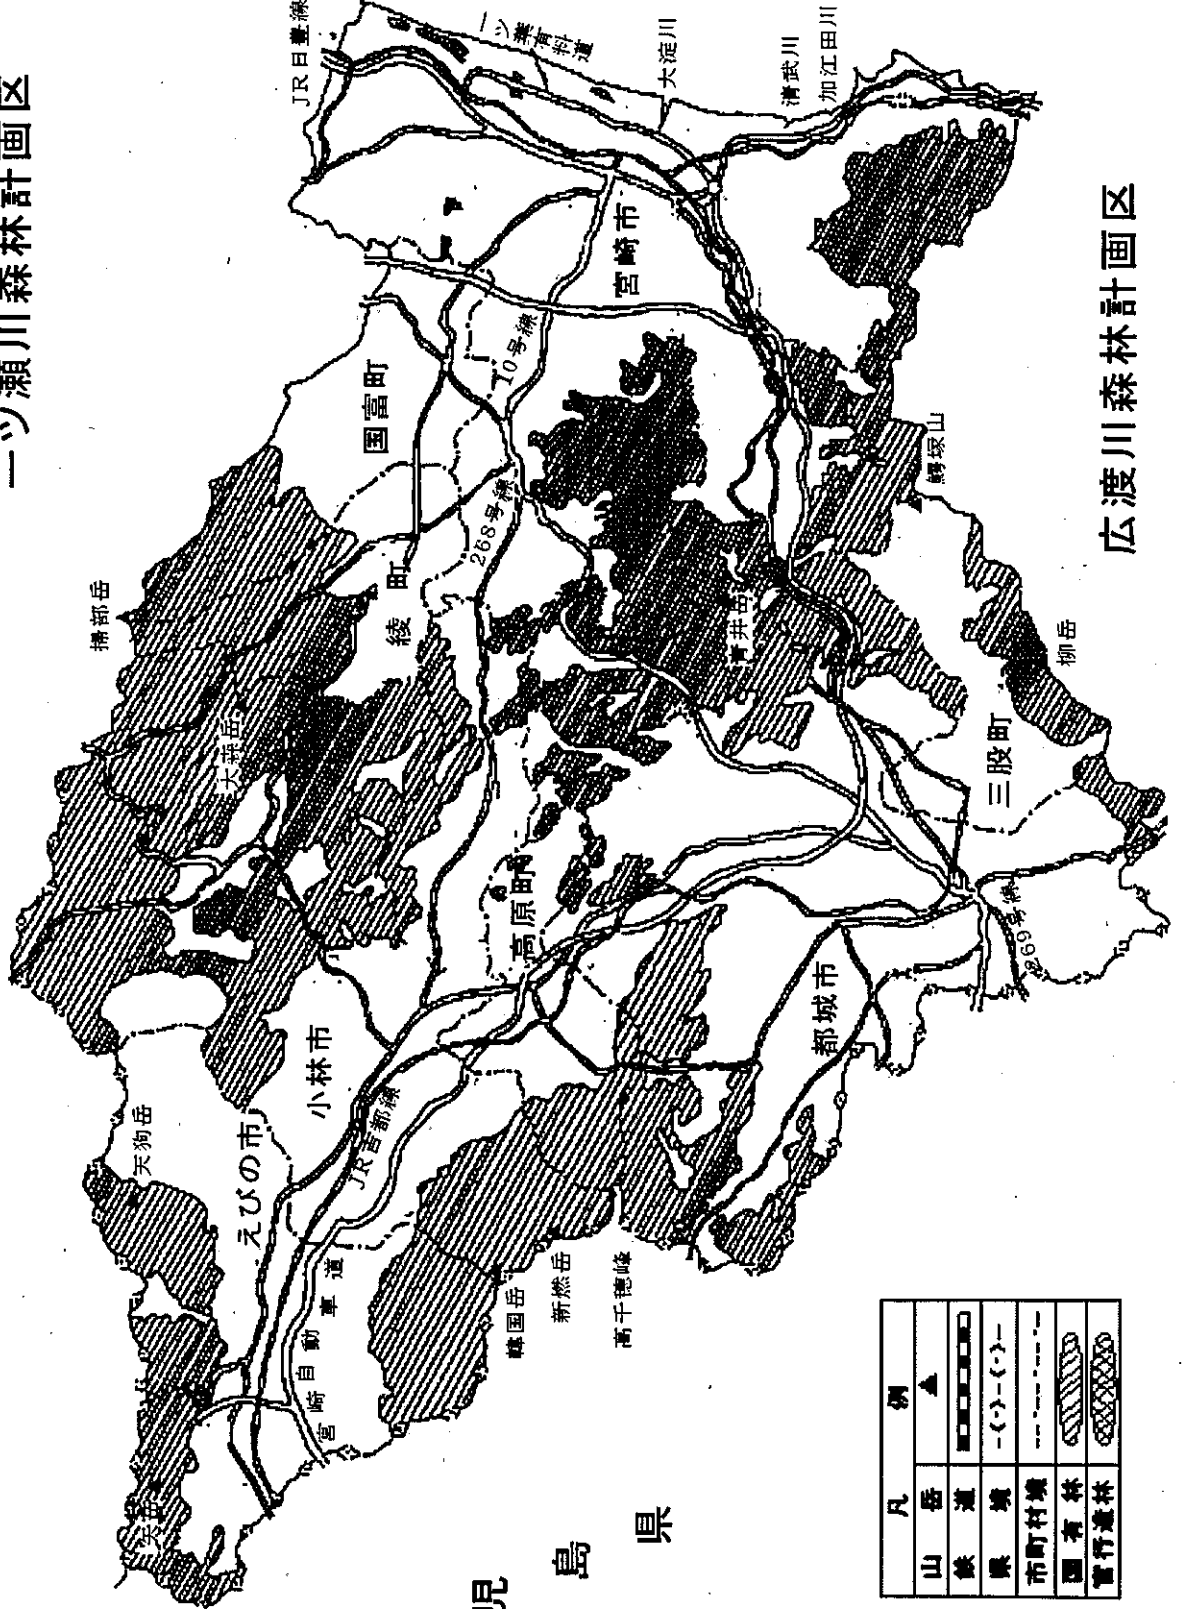 一ツ瀬川森林計画区
JR日豊線
一ツ葉有料道
大淀川
清武川
加江田川
宮崎市
国富町
10号線
268号線
掃部岳
綾町
大森岳
青井岳
鰐塚山
広渡川森林計画区
柳岳
三股町
高原町
小林市
都城市
269号線
えびの市
JR吉都線
矢岳
宮崎自動車道
韓国岳
新燃岳
高千穂峰
児島県
凡例
山岳
鉄道
県境
市町村境
国有林
官行造林